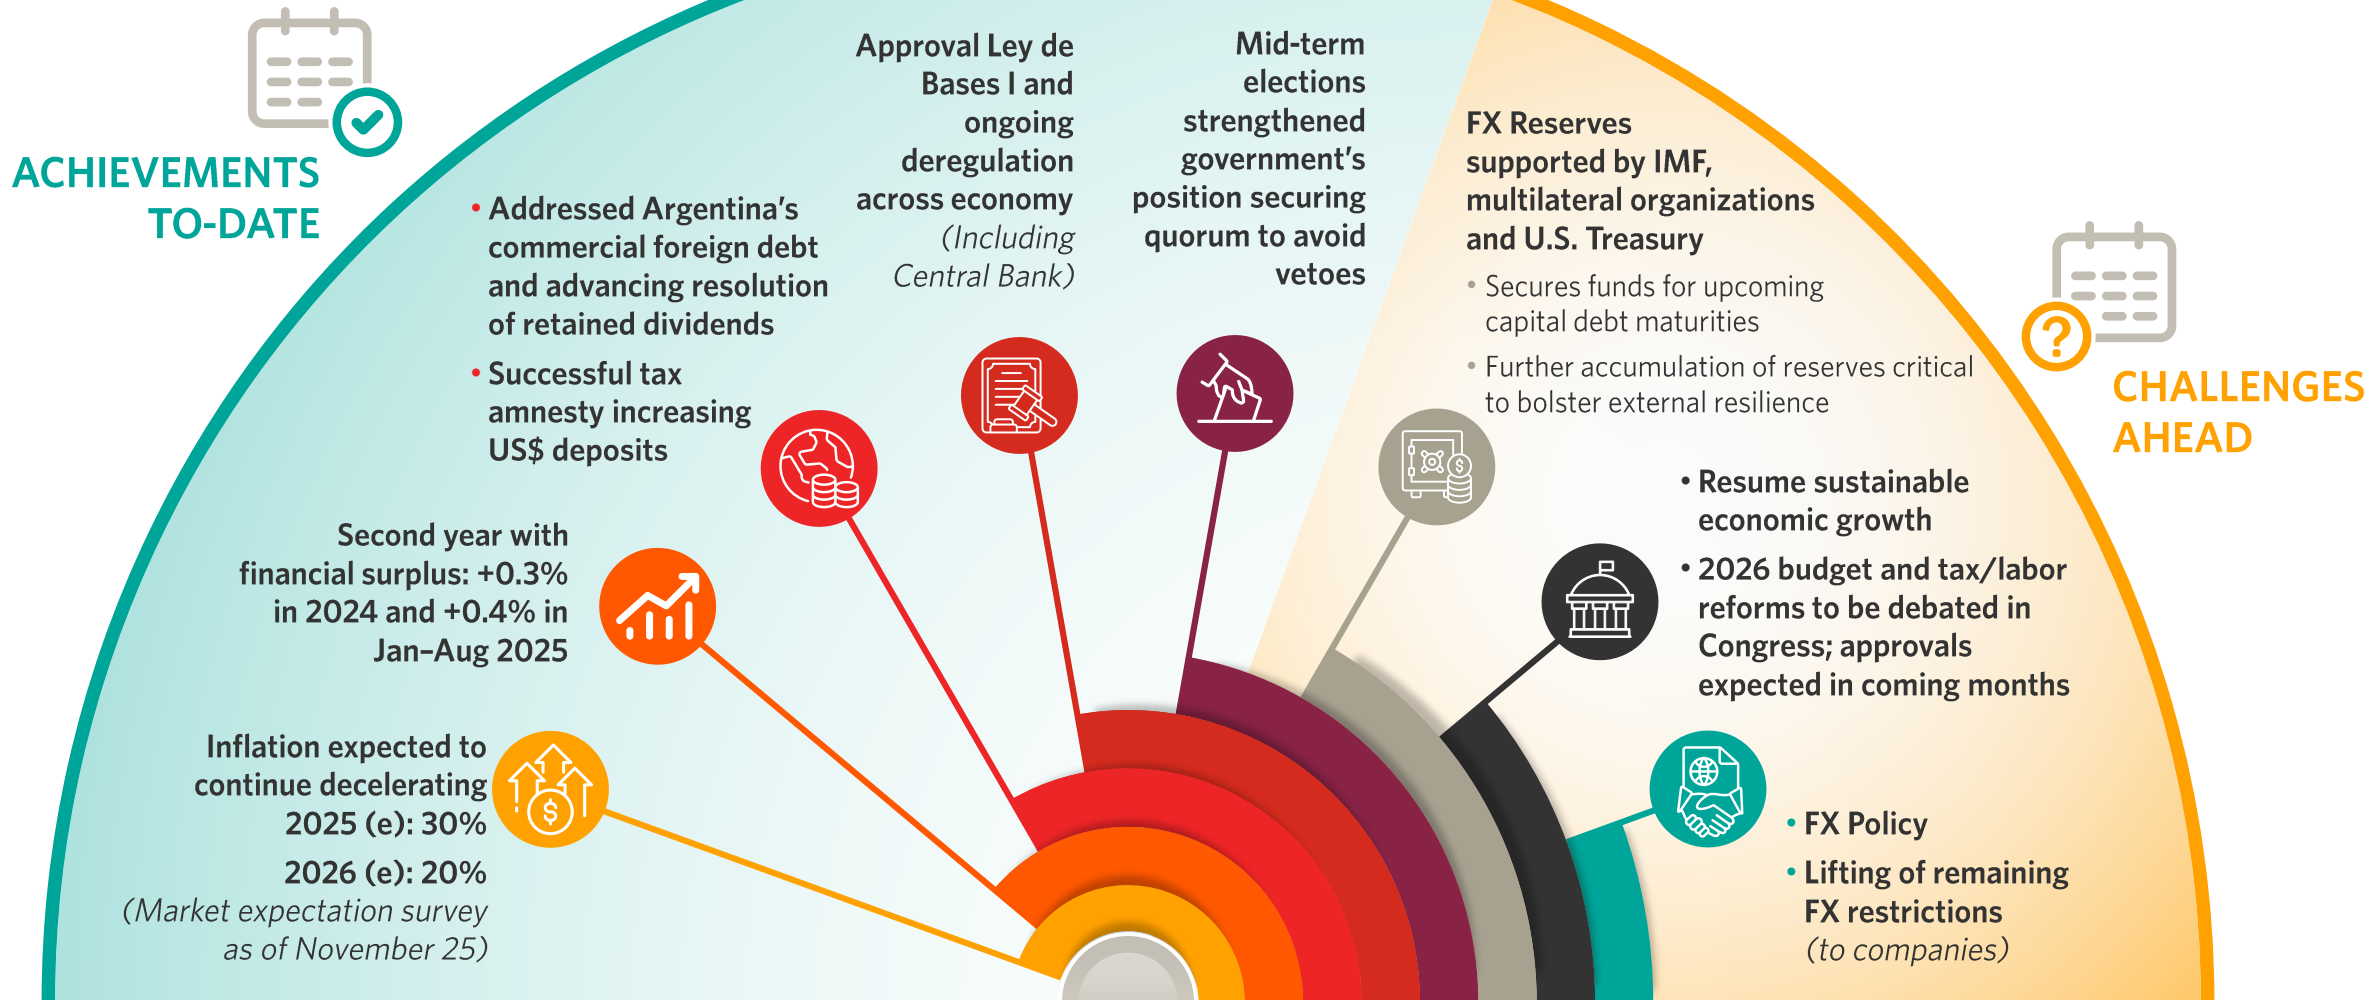 ACHIEVEMENTS
TO-DATE
Inflation expected to
continue decelerating
2025 (e): 30%
2026 (e): 20%
(Market expectation survey
as of November 25)
Second year with
financial surplus: +0.3%
in 2024 and +0.4% in
Jan–Aug 2025
• Addressed Argentina's
commercial foreign debt
and advancing resolution
of retained dividends
• Successful tax
amnesty increasing
US$ deposits
Approval Ley de
Bases I and
ongoing
deregulation
across economy
(Including
Central Bank)
Mid-term
elections
strengthened
government's
position securing
quorum to avoid
vetoes
CHALLENGES
AHEAD
FX Reserves
supported by IMF,
multilateral organizations
and U.S. Treasury
• Secures funds for upcoming
capital debt maturities
• Further accumulation of reserves critical
to bolster external resilience
• Resume sustainable
economic growth
• 2026 budget and tax/labor
reforms to be debated in
Congress; approvals
expected in coming months
• FX Policy
• Lifting of remaining
FX restrictions
(to companies)